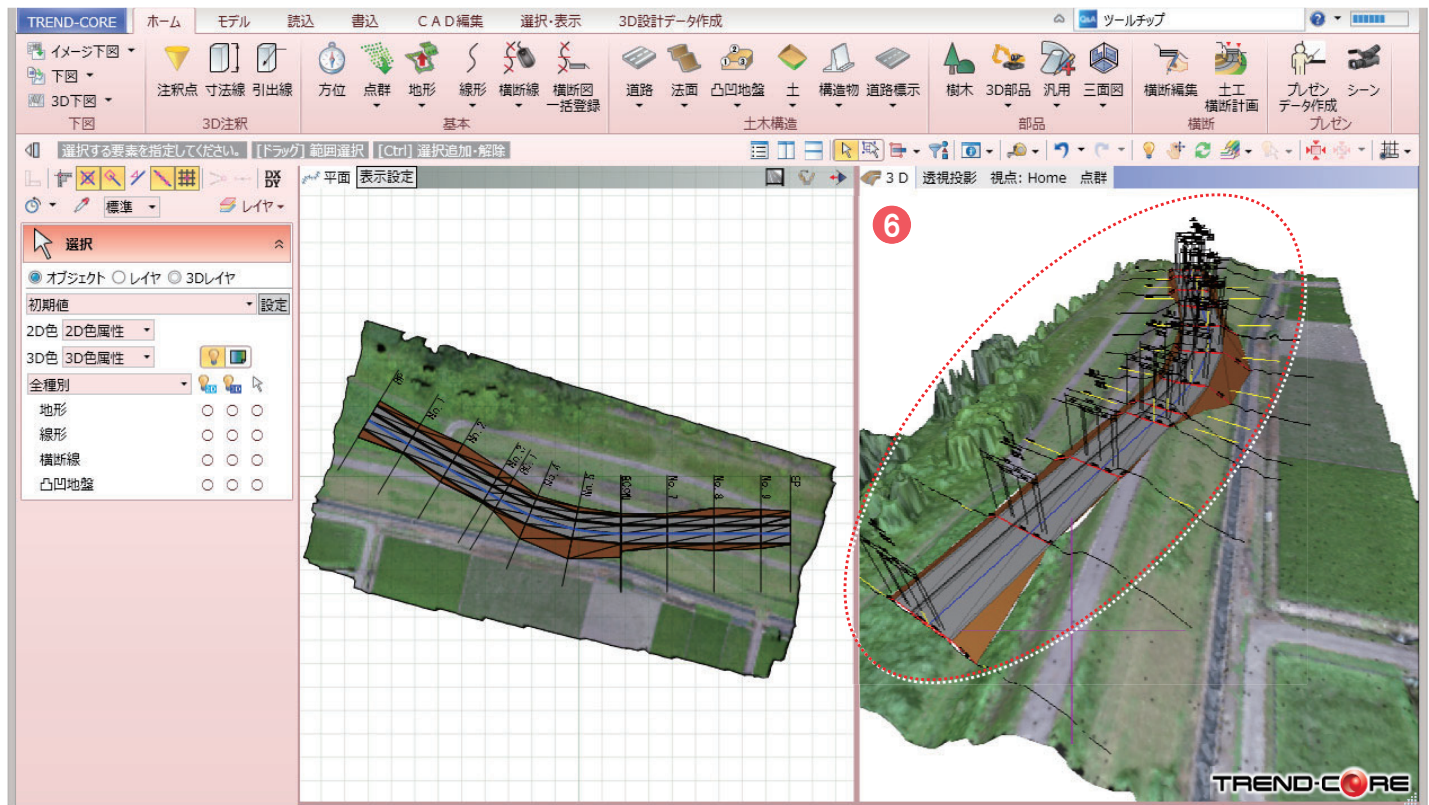 TREND-CORE ホーム モデル 読込 書込 CAD編集 選択・表示 3D設計データ作成 Q&A ツールチップ
イメージ下図
下図
3D下図
下図
注釈点 寸法線 引出線
3D注釈
方位 点群 地形 線形 横断線 横断図
一括登録
基本
道路 法面 凸凹地盤 土 構造物 道路標示
土木構造
樹木 3D部品 汎用 三面図
部品
横断編集 土工
横断計画
横断
プレゼン
データ作成 シーン
プレゼン
選択する要素を指定してください。 [ドラッグ] 範囲選択 [Ctrl] 選択追加・解除
DX
DY
標準 レイヤ
選択
オブジェクト レイヤ 3Dレイヤ
初期値 設定
2D色 2D色属性
3D色 3D色属性
全種別
地形
線形
横断線
凸凹地盤
平面 表示設定
BP
No.1
No.2
No.3
No.4
No.5
No.7
No.8
No.9
EP
3D 透視投影 視点: Home 点群
6
TREND-CORE